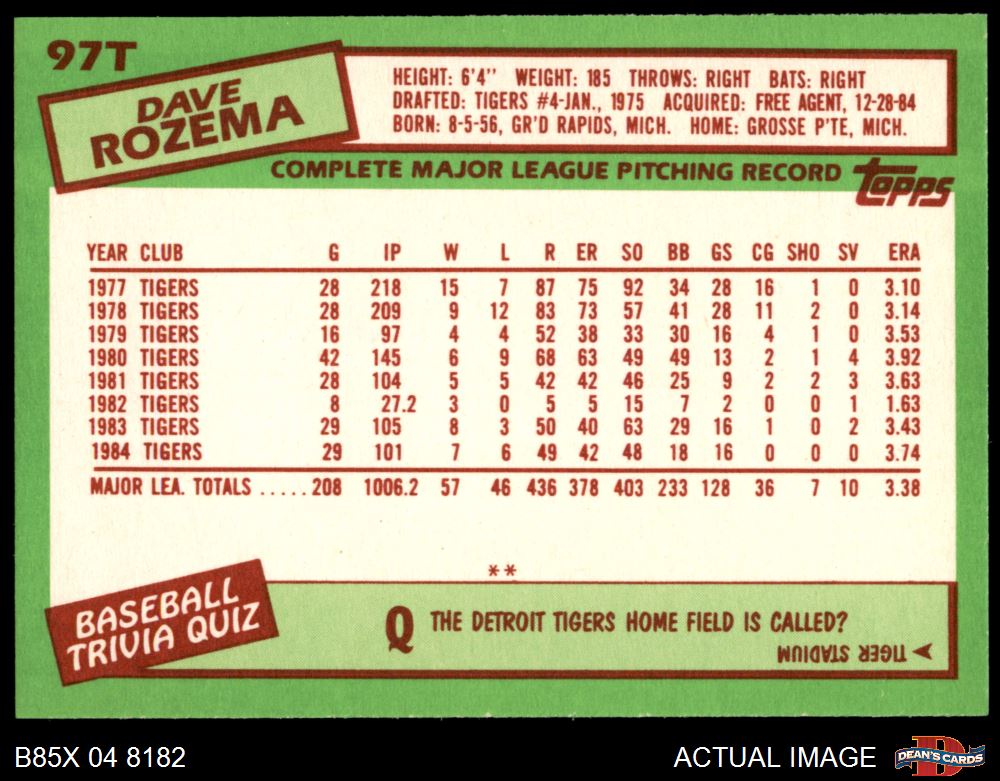 97T
DAVE
ROZEMA
HEIGHT: 6'4" WEIGHT: 185 THROWS: RIGHT BATS: RIGHT
DRAFTED: TIGERS #4-JAN., 1975 ACQUIRED: FREE AGENT, 12-28-84
BORN: 8-5-56, GR'D RAPIDS, MICH. HOME: GROSSE P'TE, MICH.
COMPLETE MAJOR LEAGUE PITCHING RECORD
TOPPS
YEAR CLUB G IP W L R ER SO BB GS CG SHO SV ERA
1977 TIGERS 28 218 15 7 87 75 92 34 28 16 1 0 3.10
1978 TIGERS 28 209 9 12 83 73 57 41 28 11 2 0 3.14
1979 TIGERS 16 97 4 4 52 38 33 30 16 4 1 0 3.53
1980 TIGERS 42 145 6 9 68 63 49 49 13 2 1 4 3.92
1981 TIGERS 28 104 5 5 42 42 46 25 9 2 2 3 3.63
1982 TIGERS 8 27.2 3 0 5 5 15 7 2 0 0 1 1.63
1983 TIGERS 29 105 8 3 50 40 63 29 16 1 0 2 3.43
1984 TIGERS 29 101 7 6 49 42 48 18 16 0 0 0 3.74
MAJOR LEA. TOTALS .....208 1006.2 57 46 436 378 403 233 128 36 7 10 3.38
**
BASEBALL
TRIVIA QUIZ
Q THE DETROIT TIGERS HOME FIELD IS CALLED?
TIGER STADIUM
B85X 04 8182
ACTUAL IMAGE
DEAN'S CARDS